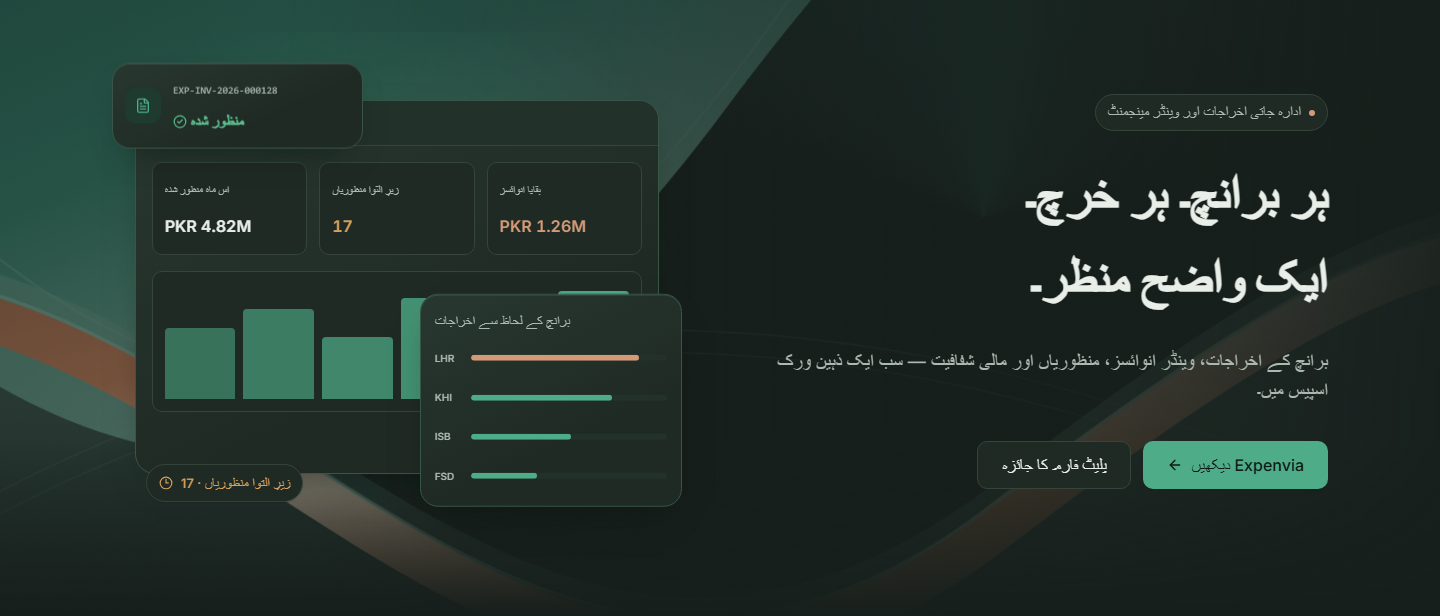 ادارہ جاتی اخراجات اور وینڈر مینجمنٹ
ہر برانچ۔ ہر خرچ۔
ایک واضح منظر۔
برانچ کے اخراجات، وینڈر انوائسز، منظوریاں اور مالی شفافیت — سب ایک ذہین ورک
اسپیس میں۔
Expenvia دیکھیں ←
پلیٹ فارم کا جائزہ
EXP-INV-2026-000128
منظور شدہ
بقایا انوائسز
PKR 1.26M
زیرِ التوا منظوریاں
17
اس ماہ منظور شدہ
PKR 4.82M
برانچ کے لحاظ سے اخراجات
LHR
KHI
ISB
FSD
زیرِ التوا منظوریاں · 17